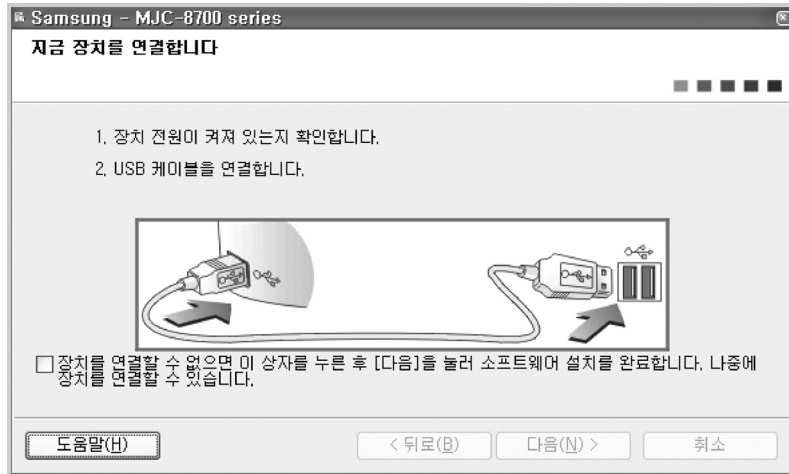 Samsung - MJC-8700 series
지금 장치를 연결합니다
1. 장치 전원이 켜져 있는지 확인합니다.
2. USB 케이블을 연결합니다.
장치를 연결할 수 없으면 이 상자를 누른 후 [다음]을 눌러 소프트웨어 설치를 완료합니다. 나중에
장치를 연결할 수 있습니다.
도움말(H)
< 뒤로(B)
다음(N) >
취소